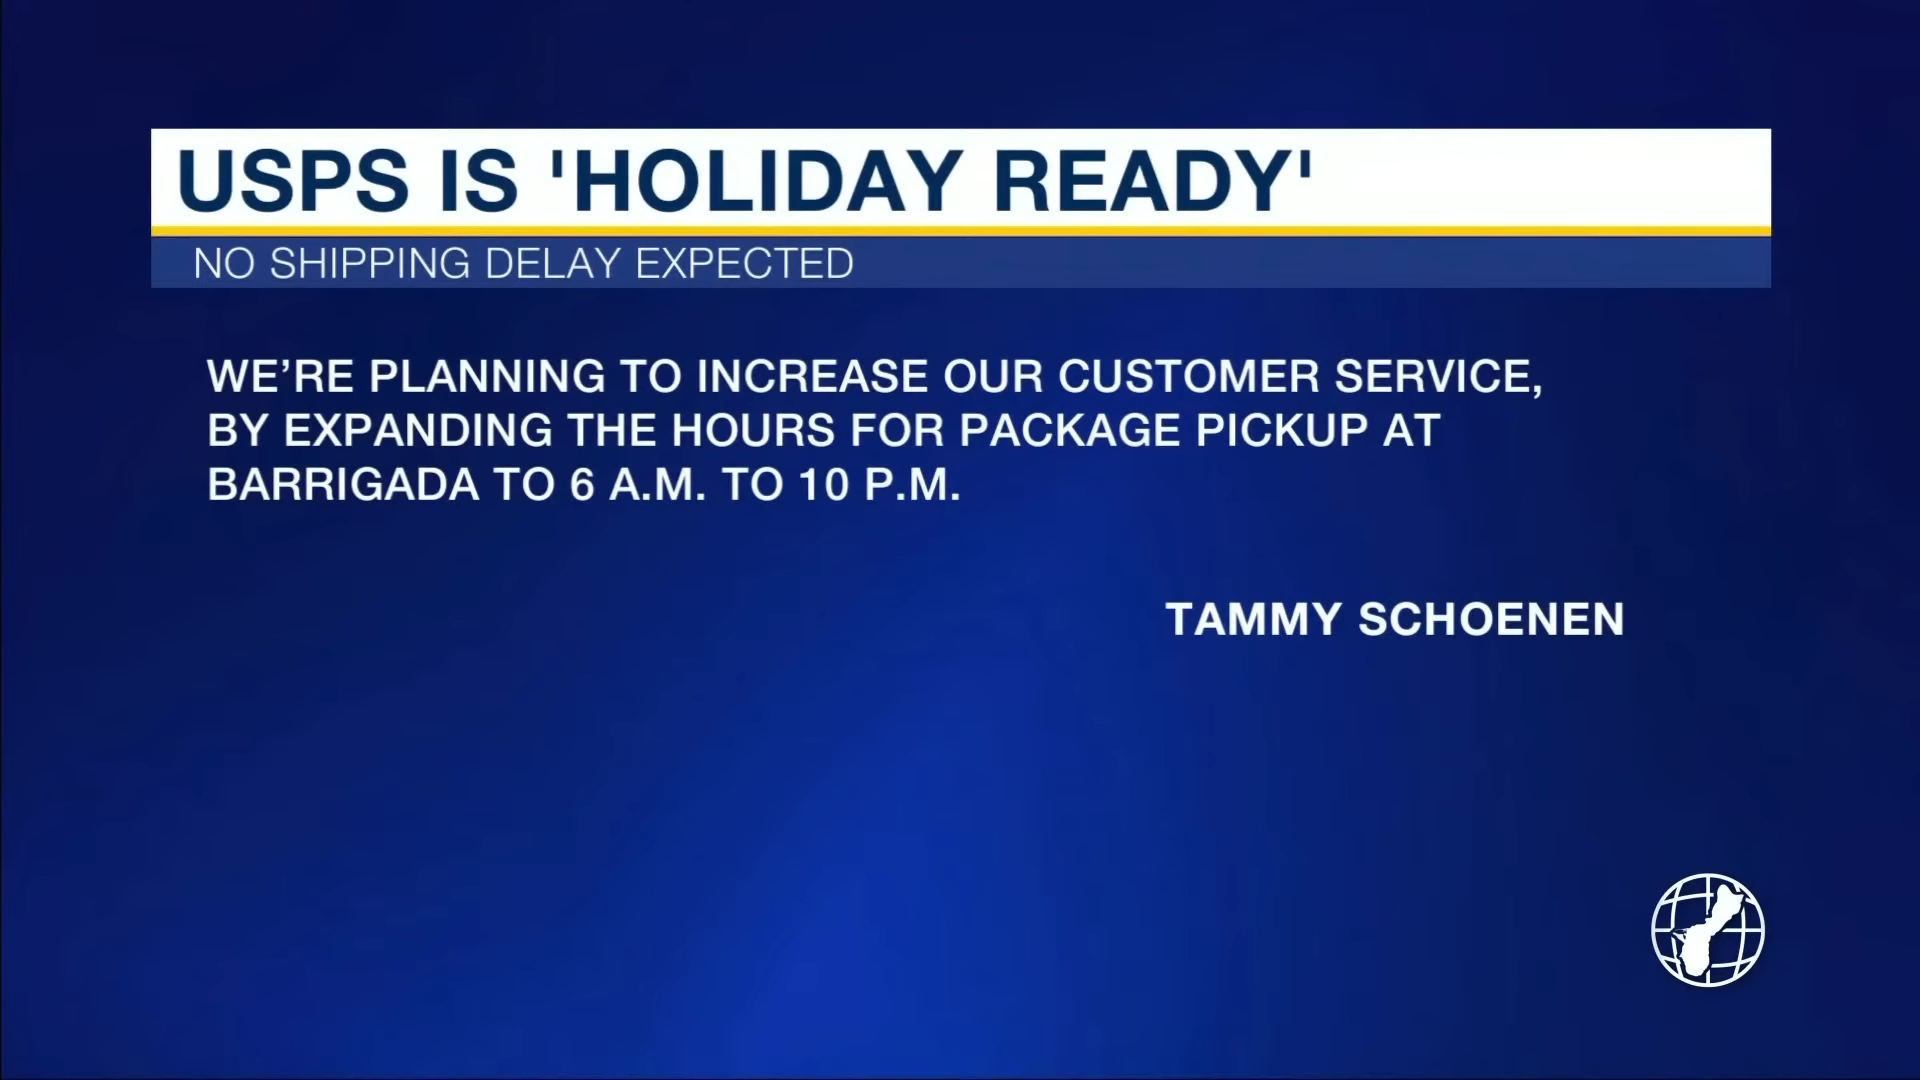 USPS IS 'HOLIDAY READY'
NO SHIPPING DELAY EXPECTED
WE’RE PLANNING TO INCREASE OUR CUSTOMER SERVICE,
BY EXPANDING THE HOURS FOR PACKAGE PICKUP AT
BARRIGADA TO 6 A.M. TO 10 P.M.
TAMMY SCHOENEN